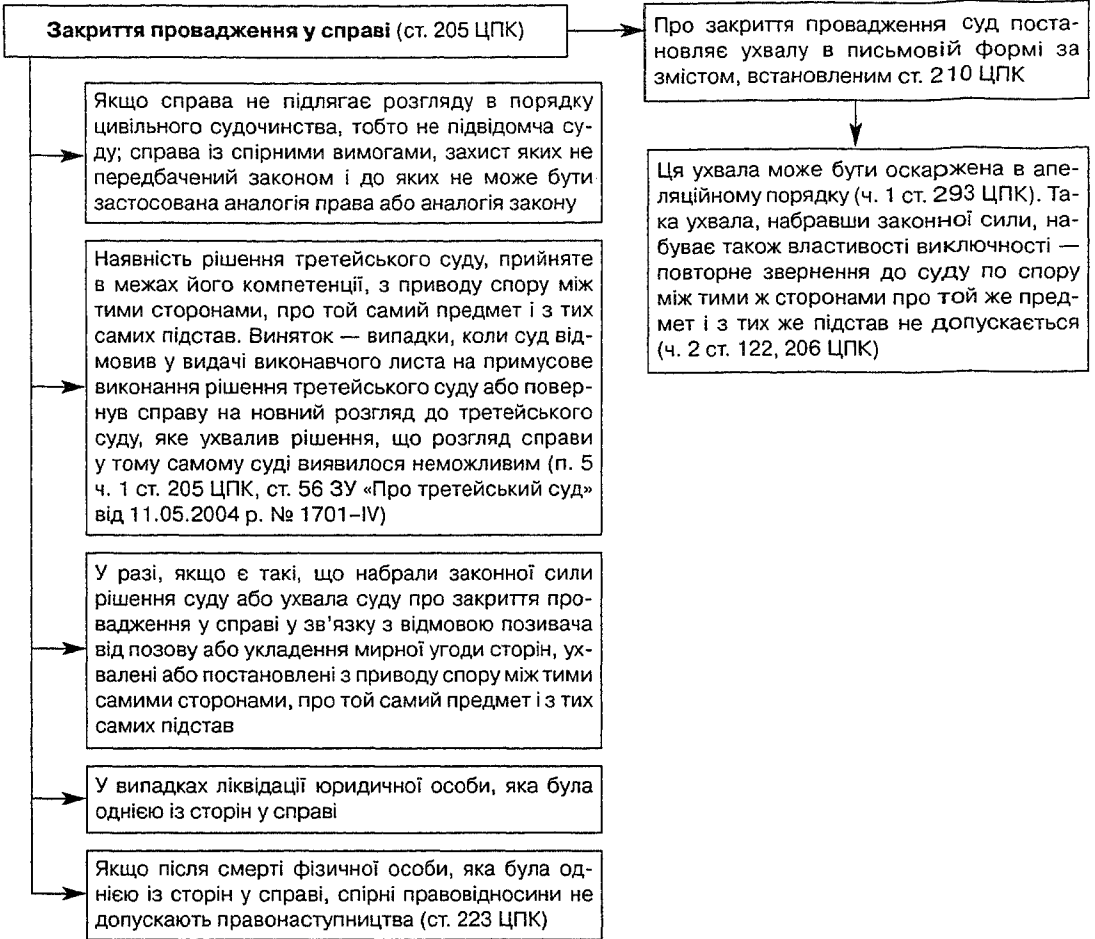 Закриття провадження у справі (ст. 205 ЦПК)
Якщо справа не підлягає розгляду в порядку
цивільного судочинства, тобто не підвідомча су-
ду; справа із спірними вимогами, захист яких не
передбачений законом і до яких не може бути
застосована аналогія права або аналогія закону
Наявність рішення третейського суду, прийняте
в межах його компетенції, з приводу спору між
тими сторонами, про той самий предмет і з тих
самих підстав. Виняток — випадки, коли суд від-
мовив у видачі виконавчого листа на примусове
виконання рішення третейського суду або повер-
нув справу на новний розгляд до третейського
суду, яке ухвалив рішення, що розгляд справи
у тому самому суді виявилося неможливим (п. 5
ч. 1 ст. 205 ЦПК, ст. 56 ЗУ «Про третейський суд»
від 11.05.2004 р. № 1701–IV)
У разі, якщо є такі, що набрали законної сили
рішення суду або ухвала суду про закриття про-
вадження у справі у зв’язку з відмовою позивача
від позову або укладення мирної угоди сторін, ух-
валені або постановлені з приводу спору між тими
самими сторонами, про той самий предмет і з тих
самих підстав
У випадках ліквідації юридичної особи, яка була
однією із сторін у справі
Якщо після смерті фізичної особи, яка була од-
нією із сторін у справі, спірні правовідносини не
допускають правонаступництва (ст. 223 ЦПК)
Про закриття провадження суд поста-
новляє ухвалу в письмовій формі за
змістом, встановленим ст. 210 ЦПК
Ця ухвала може бути оскаржена в апе-
ляційному порядку (ч. 1 ст. 293 ЦПК). Та-
ка ухвала, набравши законної сили, на-
буває також властивості виключності —
повторне звернення до суду по спору
між тими ж сторонами про той же пред-
мет і з тих же підстав не допускається
(ч. 2 ст. 122, 206 ЦПК)